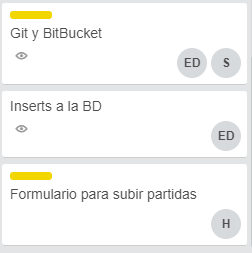 Git y BitBucket
ED S
Inserts a la BD
ED
Formulario para subir partidas
H